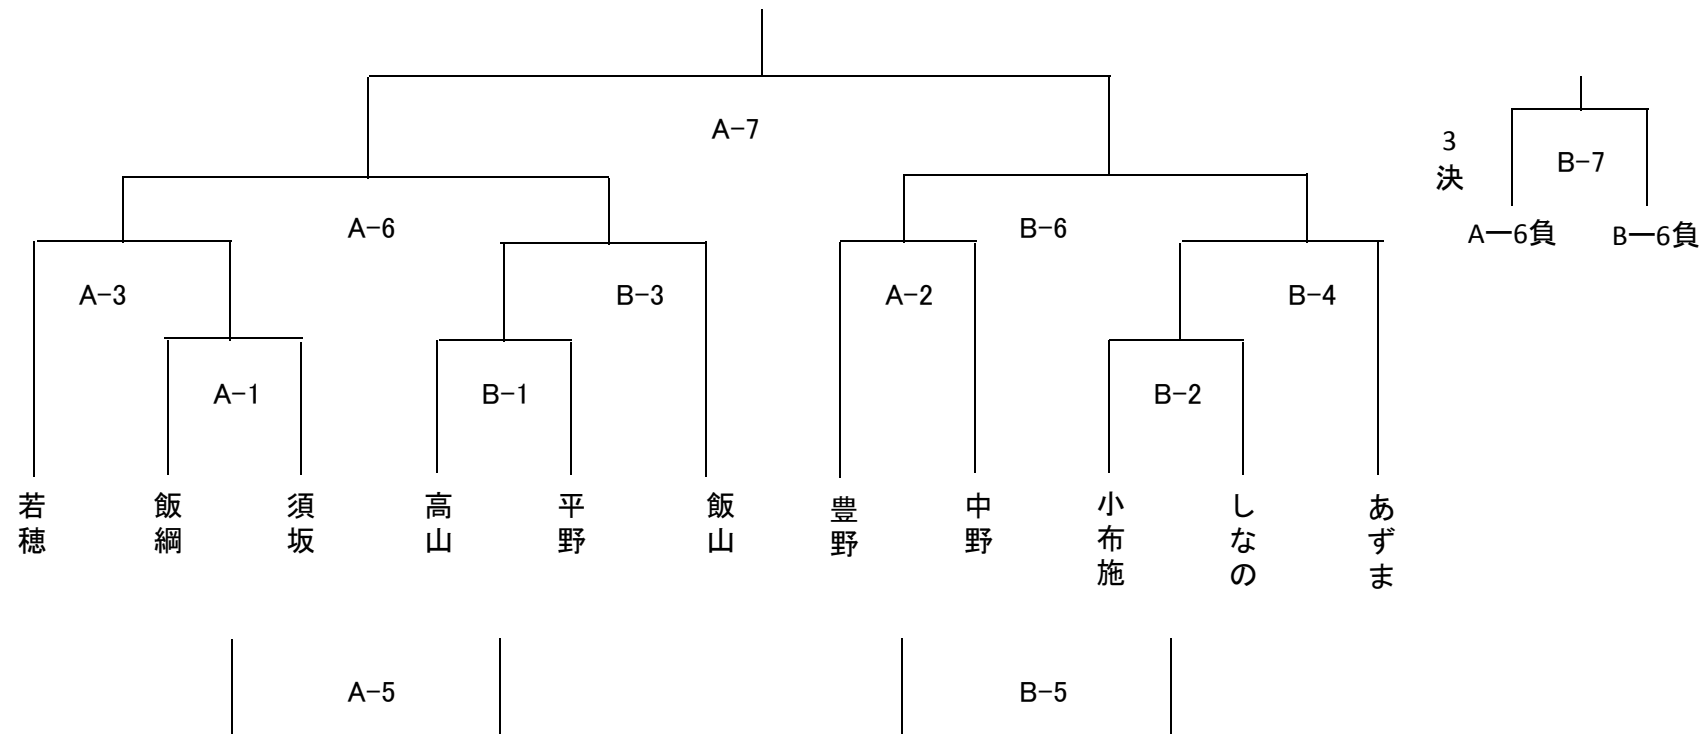 A-7
3決
B-7
A-6
B-6
A一6負
B一6負
A-3
B-3
A-2
B-4
A-1
B-1
B-2
若穂
飯綱
須坂
高山
平野
飯山
豊野
中野
小布施
しなの
あずま
A-5
B-5